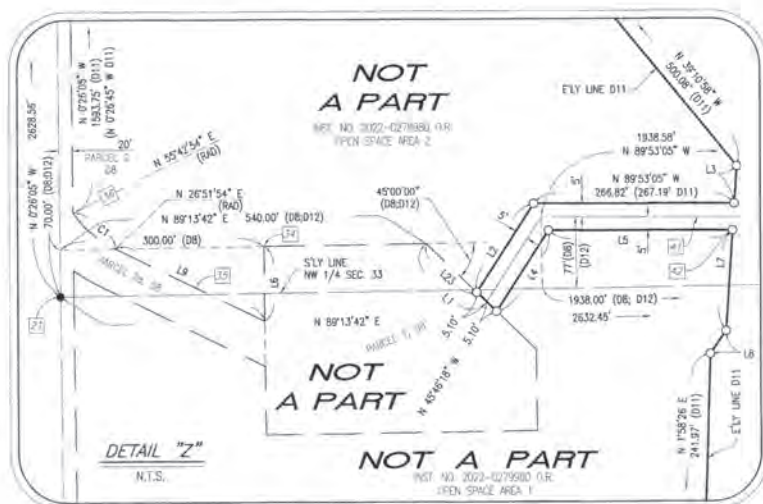 NOT
A PART
INST. NO. 2022-0279980 O.R.
OPEN SPACE AREA 2
N 39°10'58" W
500.08' (D11)
E'LY LINE D11
2628.56'
N 0°26'05" W
1593.75' (D11)
(N 0°26'45" W D11)
20'
PARCEL
D8
N 55°42'54" E
(RAD)
N 26°51'54" E
(RAD)
N 0°26'05" W
70.00' (D8;D12)
C1
N 89°13'42" E 540.00' (D8;D12)
300.00' (D8)
34
45°00'00"
(D8;D12)
1938.58'
N 89°53'05" W
L3
N 89°53'05" W
266.82' (267.19' D11)
5'
5'
L2
L4
L5
5'
41
42
L7
77'(D8)
(D12)
L23
L1
S'LY LINE
NW 1/4 SEC. 33
L6
L9
35
21
N 89°13'42" E
5.10'
5.10'
N 45°46'18" W
1938.00' (D8; D12)
2632.45'
L8
E'LY LINE D11
N 1°58'26 E
241.97' (D11)
NOT
A PART
DETAIL "Z"
N.T.S.
NOT A PART
INST. NO. 2022-0279980 O.R.
OPEN SPACE AREA 1